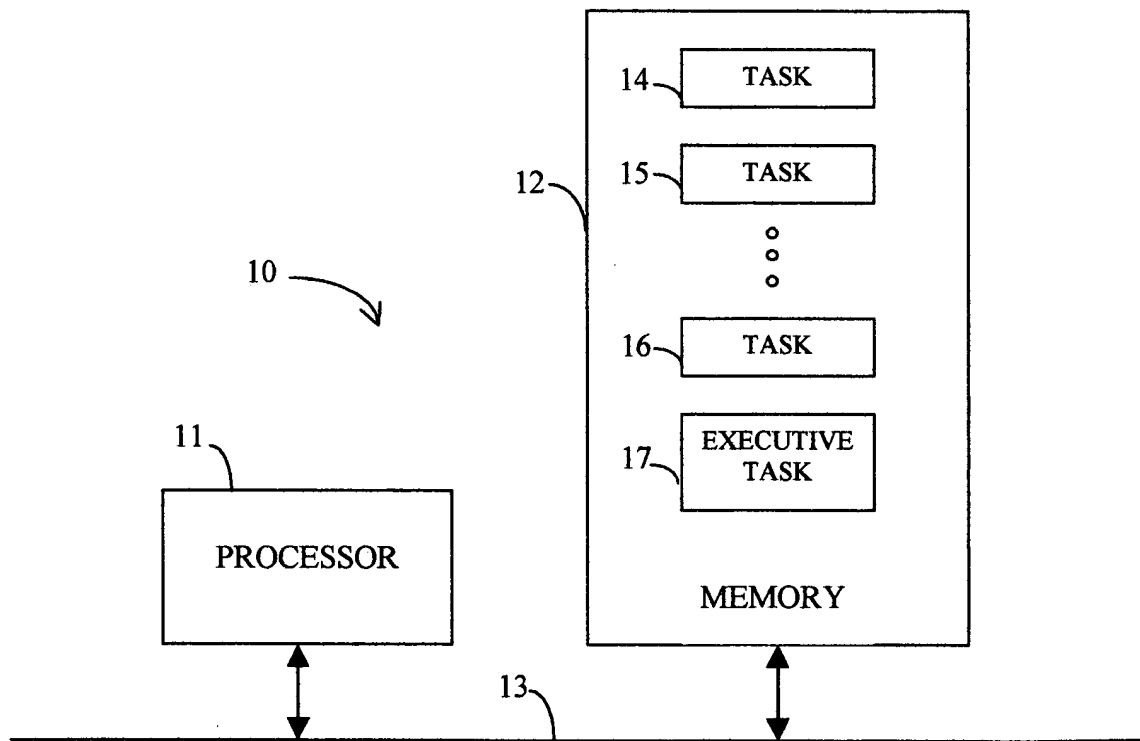 14
TASK
15
TASK
12
10
16
TASK
17
EXECUTIVE
TASK
11
PROCESSOR
MEMORY
13